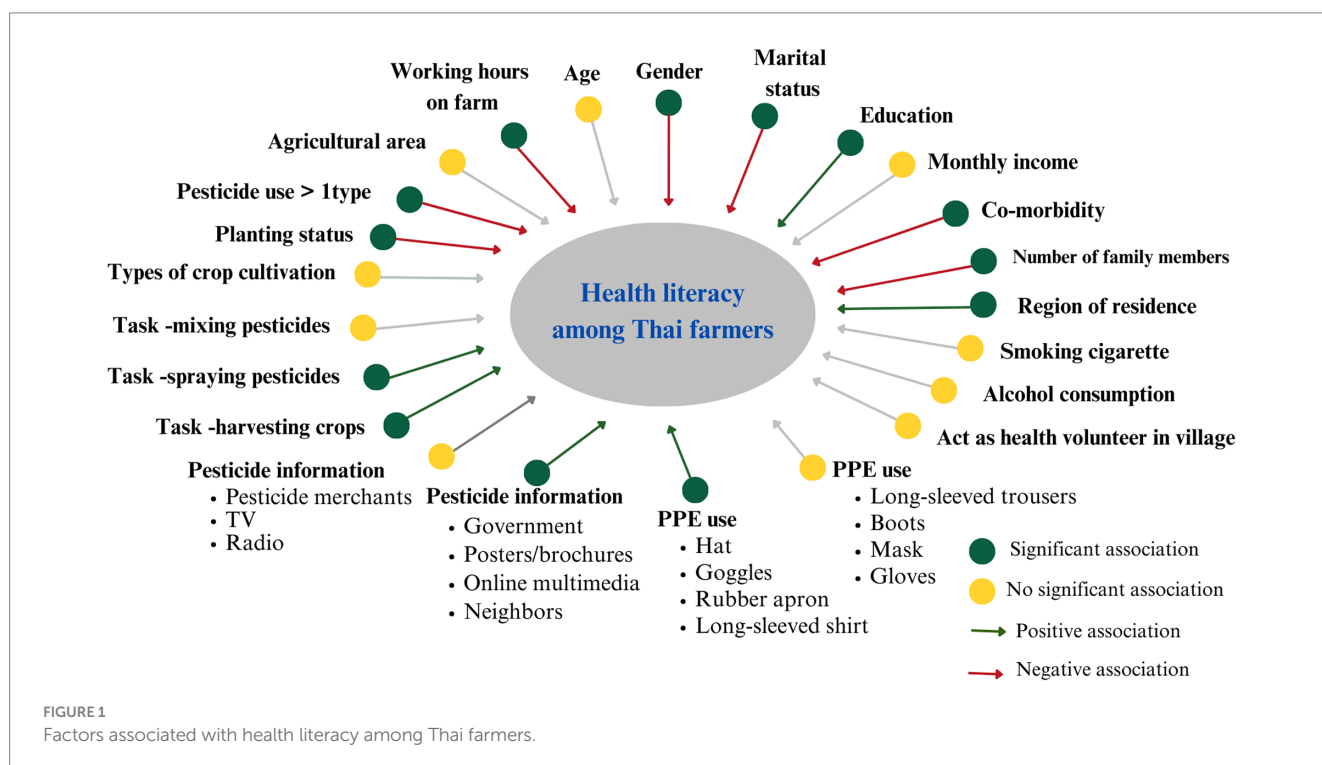 Working hours
on farm
Age
Gender
Marital
status
Education
Agricultural area
Monthly income
Pesticide use > 1type
Co-morbidity
Planting status
Number of family members
Types of crop cultivation
Region of residence
Health literacy
among Thai farmers
Task -mixing pesticides
Smoking cigarette
Task -spraying pesticides
Alcohol consumption
Task -harvesting crops
Act as health volunteer in village
Pesticide information
• Pesticide merchants
• TV
• Radio
Pesticide information
• Government
• Posters/brochures
• Online multimedia
• Neighbors
PPE use
• Hat
• Goggles
• Rubber apron
• Long-sleeved shirt
PPE use
• Long-sleeved trousers
• Boots
• Mask
• Gloves
Significant association
No significant association
Positive association
Negative association
FIGURE 1
Factors associated with health literacy among Thai farmers.